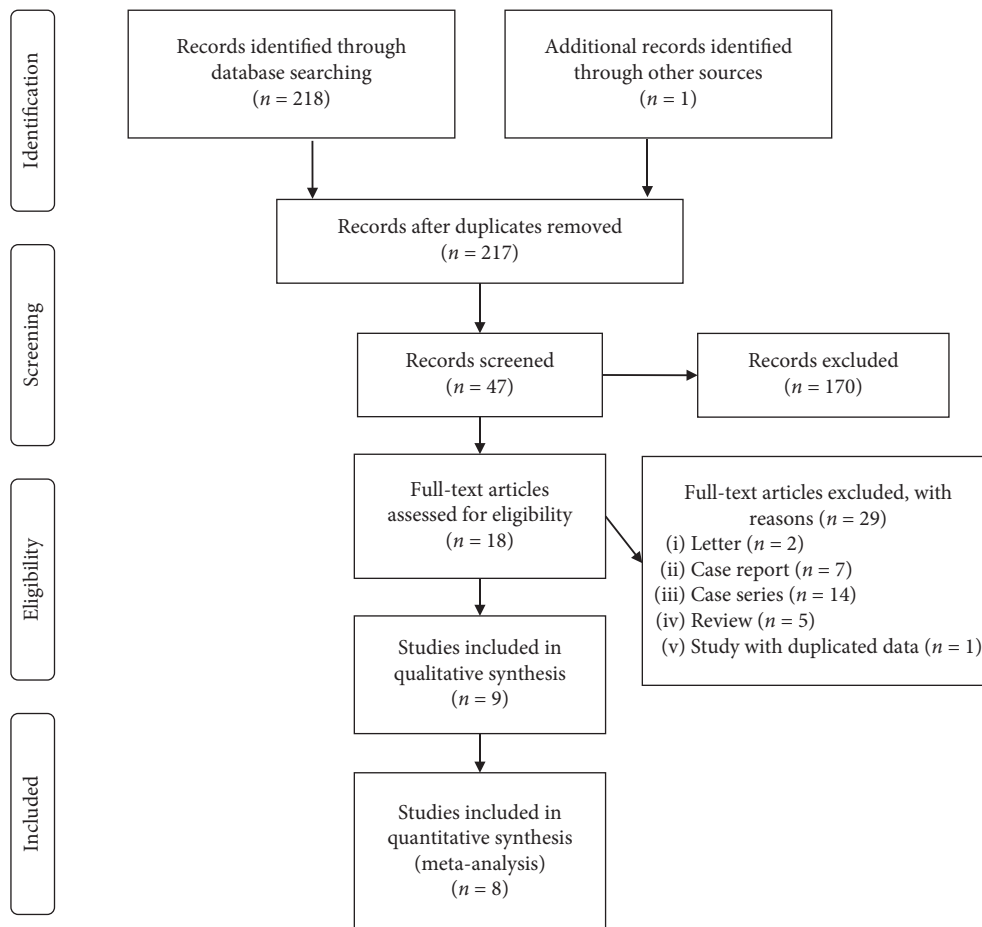 Identification
Records identified through
database searching
(n = 218)
Additional records identified
through other sources
(n = 1)
Records after duplicates removed
(n = 217)
Screening
Records screened
(n = 47)
Records excluded
(n = 170)
Eligibility
Full-text articles
assessed for eligibility
(n = 18)
Full-text articles excluded, with
reasons (n = 29)
(i) Letter (n = 2)
(ii) Case report (n = 7)
(iii) Case series (n = 14)
(iv) Review (n = 5)
(v) Study with duplicated data (n = 1)
Studies included in
qualitative synthesis
(n = 9)
Included
Studies included in
quantitative synthesis
(meta-analysis)
(n = 8)